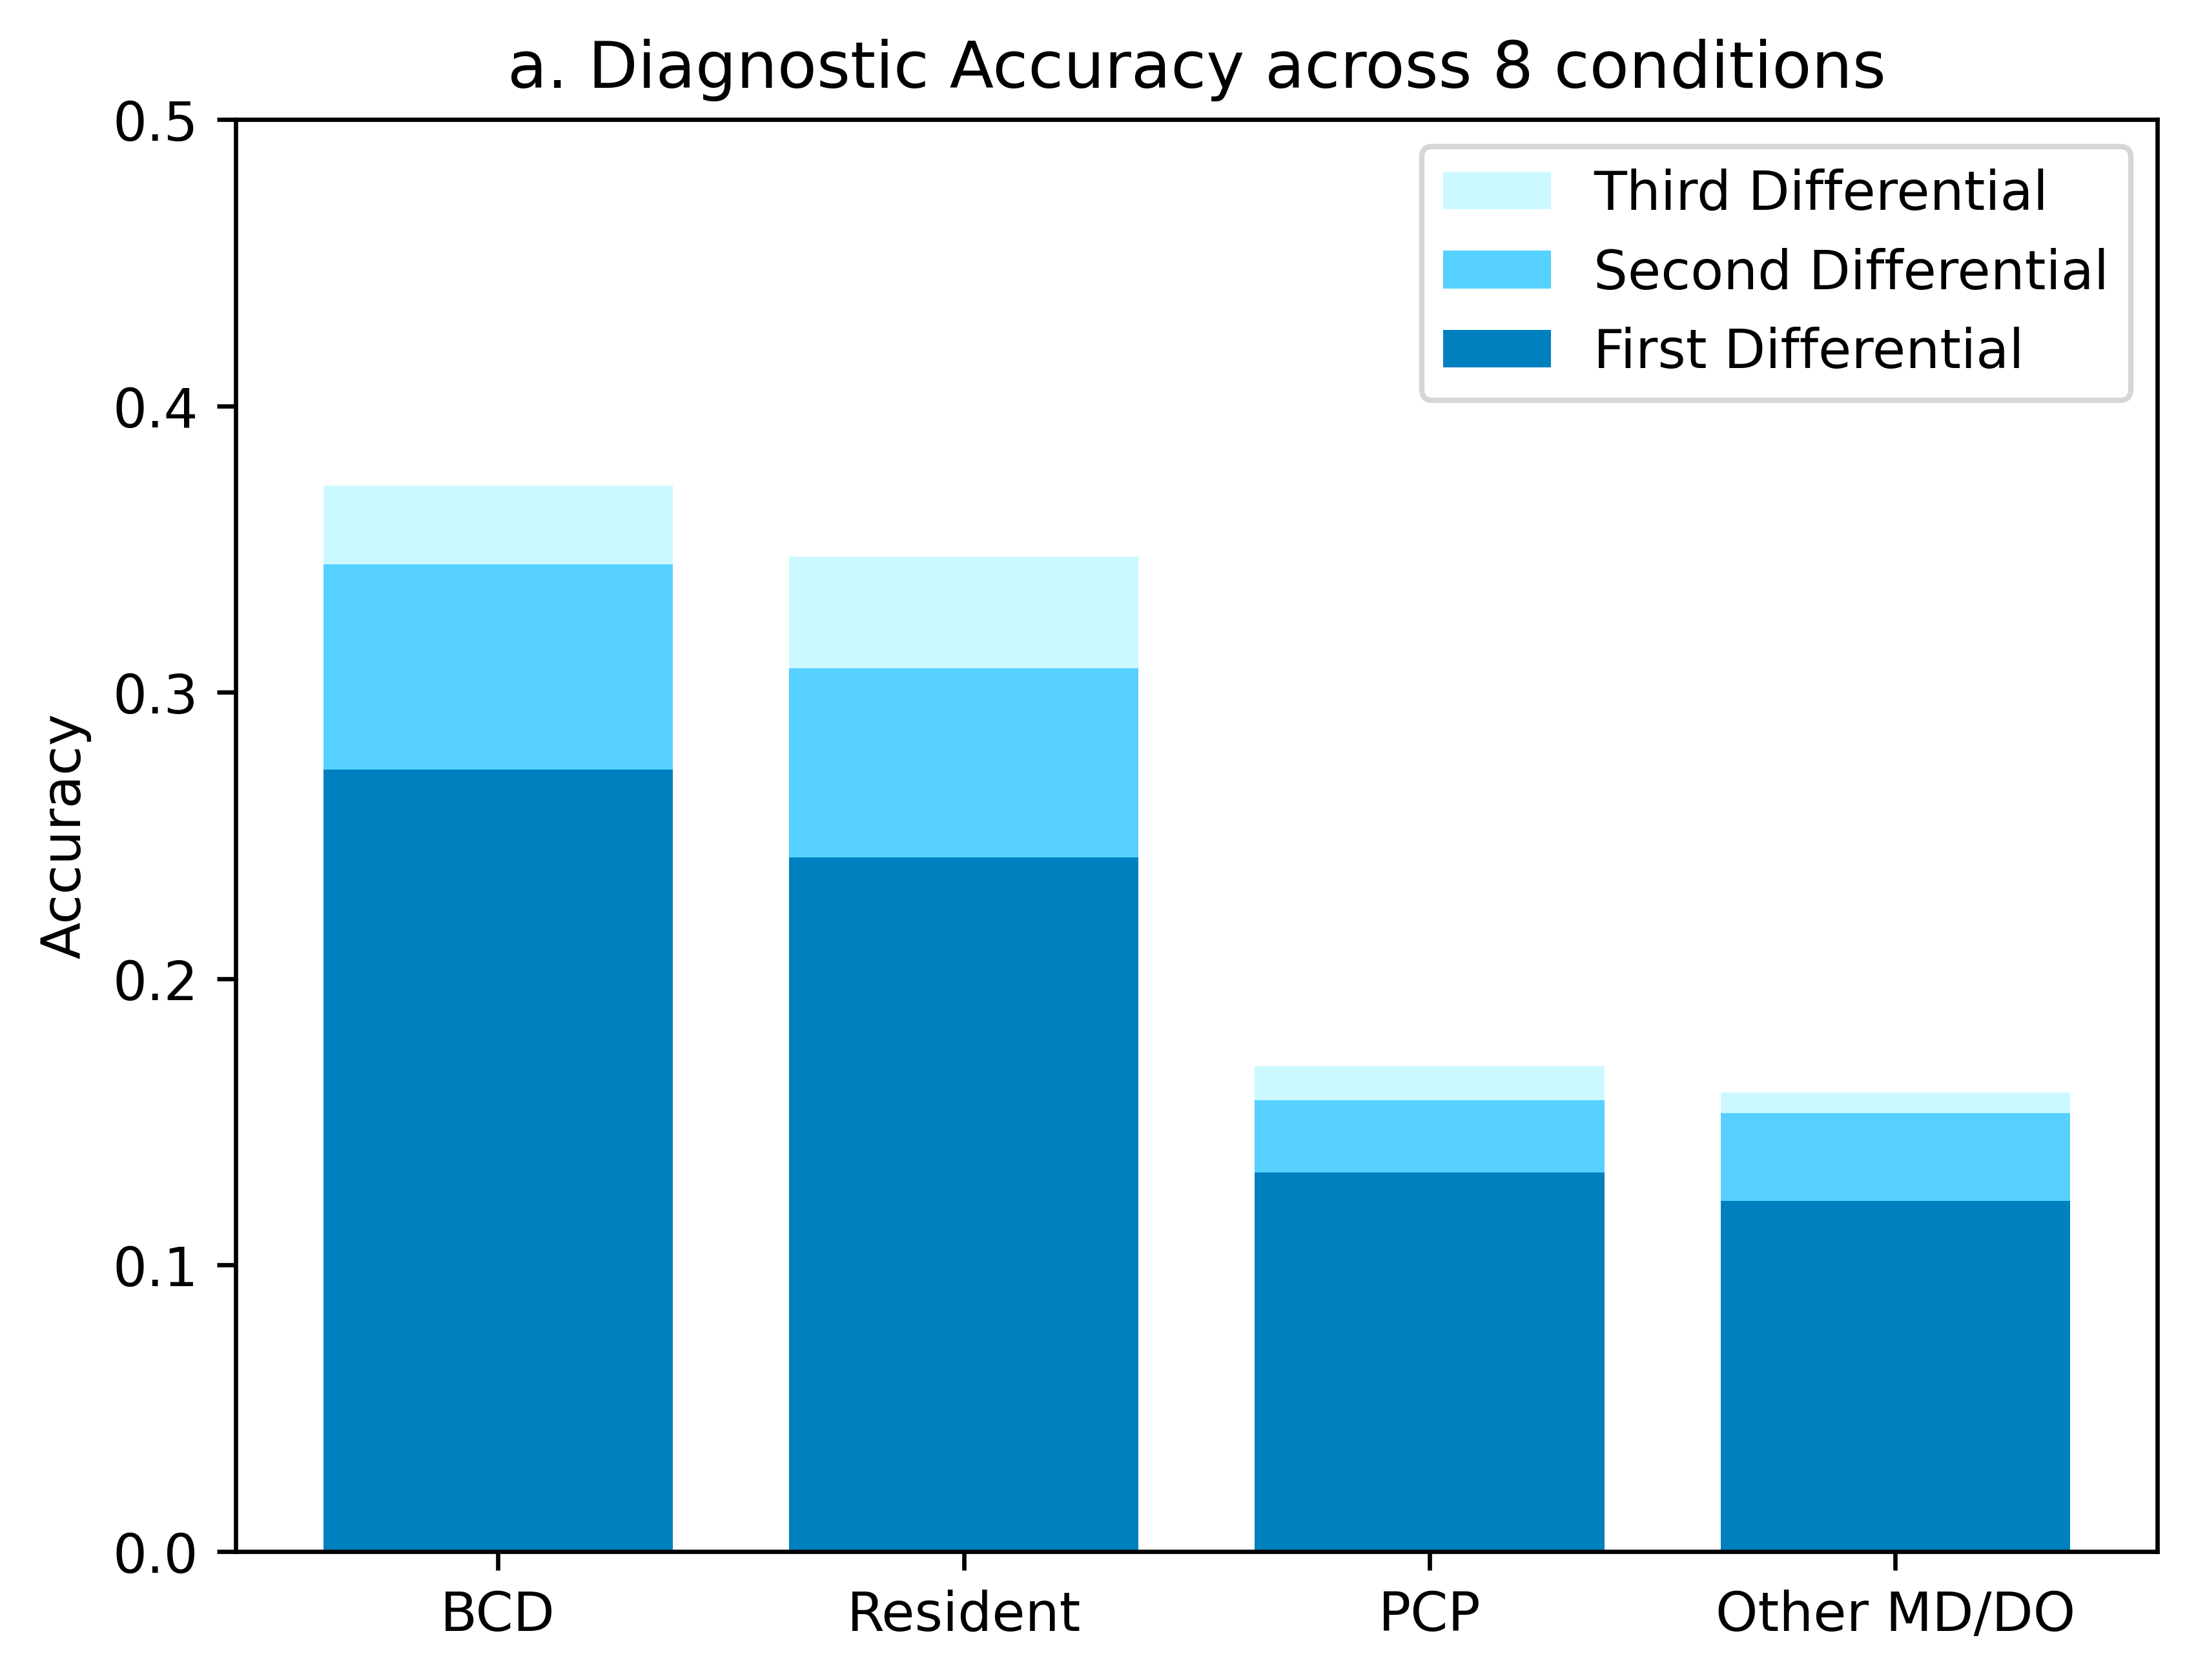 a. Diagnostic Accuracy across 8 conditions
0.5
0.4
0.3
0.2
0.1
0.0
Accuracy
Third Differential
Second Differential
First Differential
BCD
Resident
PCP
Other MD/DO